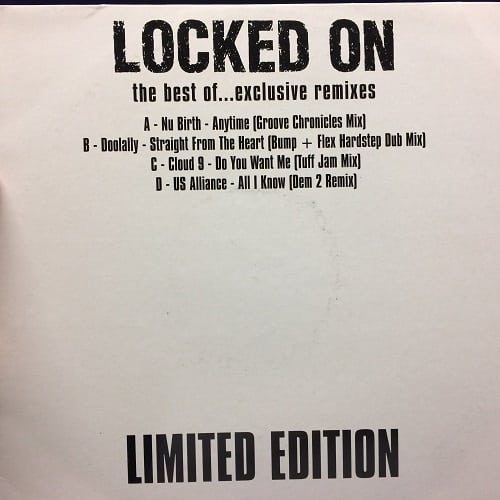 LOCKED ON
the best of...exclusive remixes
A - Nu Birth - Anytime (Groove Chronicles Mix)
B - Doolally - Straight From The Heart (Bump + Flex Hardstep Dub Mix)
C - Cloud 9 - Do You Want Me (Tuff Jam Mix)
D - US Alliance - All I Know (Dem 2 Remix)
LIMITED EDITION